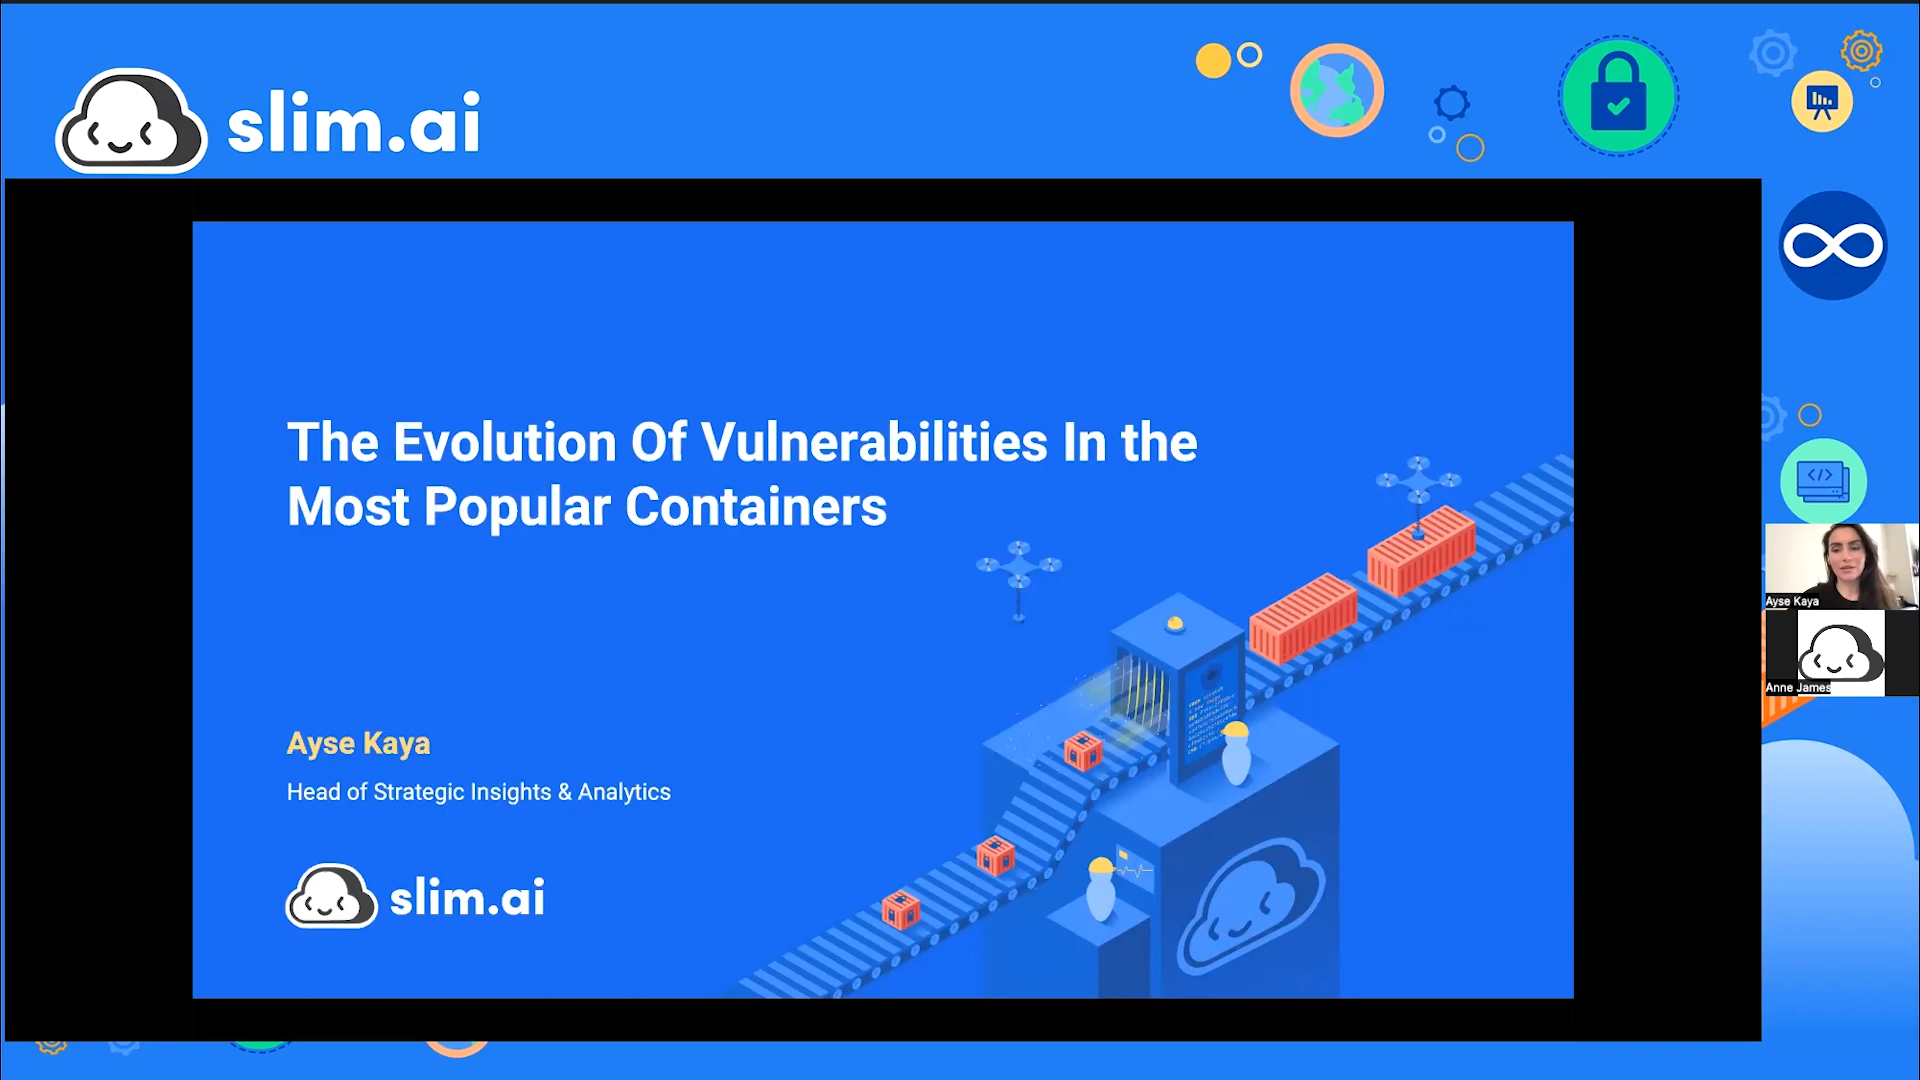 slim.ai
The Evolution Of Vulnerabilities In the
Most Popular Containers
Ayse Kaya
Head of Strategic Insights & Analytics
slim.ai
</>
Ayse Kaya
Anne James